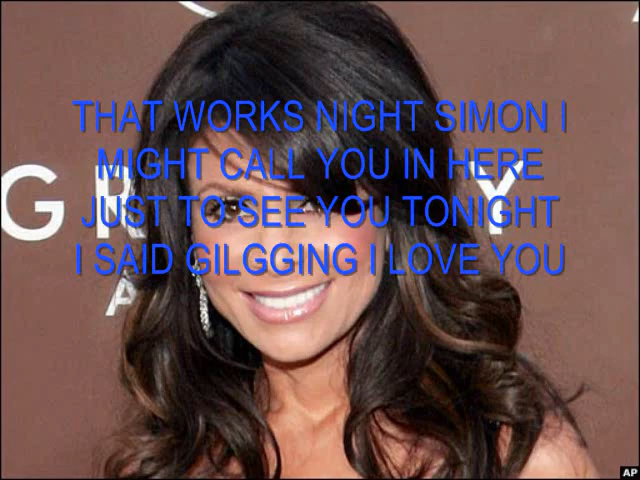 THAT WORKS NIGHT SIMON I
MIGHT CALL YOU IN HERE
JUST TO SEE YOU TONIGHT
I SAID GILGGING I LOVE YOU
GR Y
A
AP